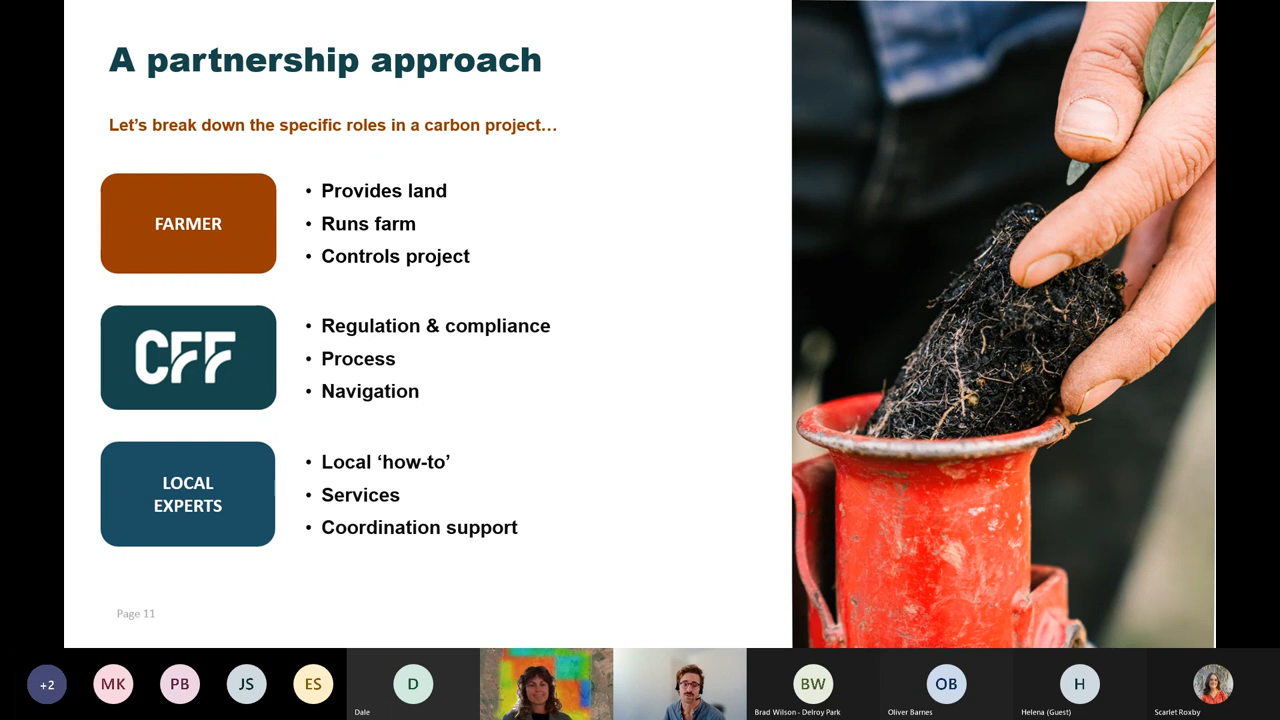 A partnership approach
Let’s break down the specific roles in a carbon project…
FARMER
• Provides land
• Runs farm
• Controls project
CFF
• Regulation & compliance
• Process
• Navigation
LOCAL
EXPERTS
• Local ‘how-to’
• Services
• Coordination support
Page 11
+2
MK
PB
JS
ES
D
Dale
BW
Brad Wilson - Delroy Park
OB
Oliver Barnes
H
Helena (Guest)
Scarlet Roxby